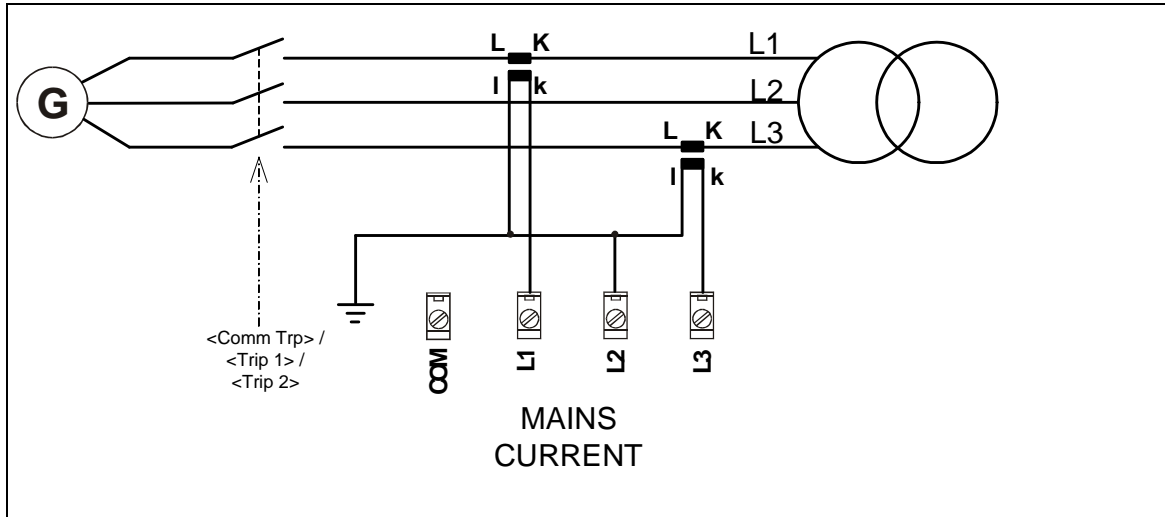 L K L1
G
l k L2
L K L3
l k
<Comm Trp> /
<Trip 1> /
<Trip 2>
COM L1 L2 L3
MAINS
CURRENT